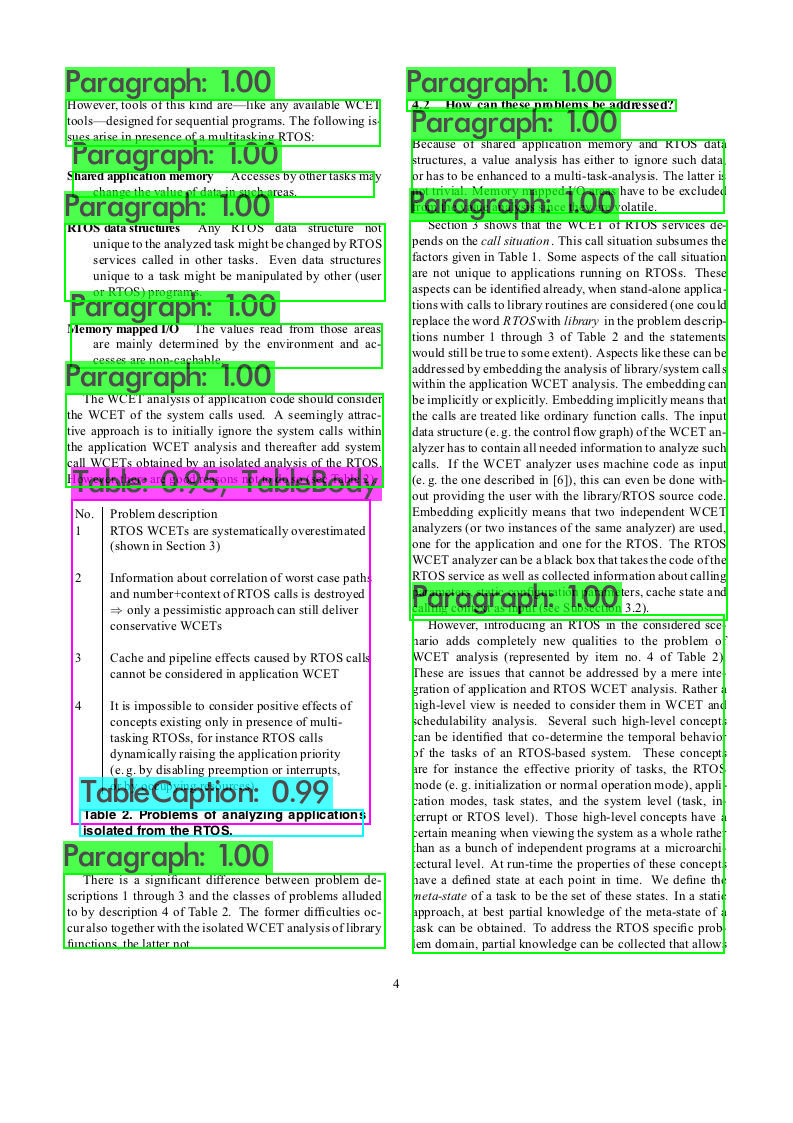 Paragraph: 1.00
However, tools of this kind are—like any available WCET
tools—designed for sequential programs. The following is-
sues arise in presence of a multitasking RTOS:
Paragraph: 1.00
Shared application memory Accesses by other tasks may
change the value of data in such areas.
Paragraph: 1.00
RTOS data structures Any RTOS data structure not
unique to the analyzed task might be changed by RTOS
services called in other tasks. Even data structures
unique to a task might be manipulated by other (user
or RTOS) programs.
Paragraph: 1.00
Memory mapped I/O The values read from those areas
are mainly determined by the environment and ac-
cesses are non-cachable.
Paragraph: 1.00
The WCET analysis of application code should consider
the WCET of the system calls used. A seemingly attrac-
tive approach is to initially ignore the system calls within
the application WCET analysis and thereafter add system
call WCETs obtained by an isolated analysis of the RTOS.
However there are good reasons not to do so (see Table 2):
Table: 0.95, TableBody
No. Problem description
1 RTOS WCETs are systematically overestimated
(shown in Section 3)
2 Information about correlation of worst case paths
and number+context of RTOS calls is destroyed
⇒ only a pessimistic approach can still deliver
conservative WCETs
3 Cache and pipeline effects caused by RTOS calls
cannot be considered in application WCET
4 It is impossible to consider positive effects of
concepts existing only in presence of multi-
tasking RTOSs, for instance RTOS calls
dynamically raising the application priority
(e. g. by disabling preemption or interrupts,
or by occupying resources)
TableCaption: 0.99
Table 2. Problems of analyzing applications
isolated from the RTOS.
Paragraph: 1.00
There is a significant difference between problem de-
scriptions 1 through 3 and the classes of problems alluded
to by description 4 of Table 2. The former difficulties oc-
cur also together with the isolated WCET analysis of library
functions, the latter not.
Paragraph: 1.00
4.2 How can these problems be addressed?
Paragraph: 1.00
Because of shared application memory and RTOS data
structures, a value analysis has either to ignore such data,
or has to be enhanced to a multi-task-analysis. The latter is
not trivial. Memory mapped I/O areas have to be excluded
from the value analysis since they are volatile.
Paragraph: 1.00
Section 3 shows that the WCET of RTOS services de-
pends on the call situation. This call situation subsumes the
factors given in Table 1. Some aspects of the call situation
are not unique to applications running on RTOSs. These
aspects can be identified already, when stand-alone applica-
tions with calls to library routines are considered (one could
replace the word RTOS with library in the problem descrip-
tions number 1 through 3 of Table 2 and the statements
would still be true to some extent). Aspects like these can be
addressed by embedding the analysis of library/system calls
within the application WCET analysis. The embedding can
be implicitly or explicitly. Embedding implicitly means that
the calls are treated like ordinary function calls. The input
data structure (e. g. the control flow graph) of the WCET an-
alyzer has to contain all needed information to analyze such
calls. If the WCET analyzer uses machine code as input
(e. g. the one described in [6]), this can even be done with-
out providing the user with the library/RTOS source code.
Embedding explicitly means that two independent WCET
analyzers (or two instances of the same analyzer) are used,
one for the application and one for the RTOS. The RTOS
WCET analyzer can be a black box that takes the code of the
RTOS service as well as collected information about calling
parameters, static configuration parameters, cache state and
calling context as input (see Subsection 3.2).
Paragraph: 1.00
However, introducing an RTOS in the considered sce-
nario adds completely new qualities to the problem of
WCET analysis (represented by item no. 4 of Table 2)
These are issues that cannot be addressed by a mere inte-
gration of application and RTOS WCET analysis. Rather a
high-level view is needed to consider them in WCET and
schedulability analysis. Several such high-level concepts
can be identified that co-determine the temporal behavior
of the tasks of an RTOS-based system. These concepts
are for instance the effective priority of tasks, the RTOS
mode (e. g. initialization or normal operation mode), appli-
cation modes, task states, and the system level (task, in-
terrupt or RTOS level). Those high-level concepts have a
certain meaning when viewing the system as a whole rather
than as a bunch of independent programs at a microarchi-
tectural level. At run-time the properties of these concepts
have a defined state at each point in time. We define the
meta-state of a task to be the set of these states. In a static
approach, at best partial knowledge of the meta-state of a
task can be obtained. To address the RTOS specific prob-
lem domain, partial knowledge can be collected that allows
4